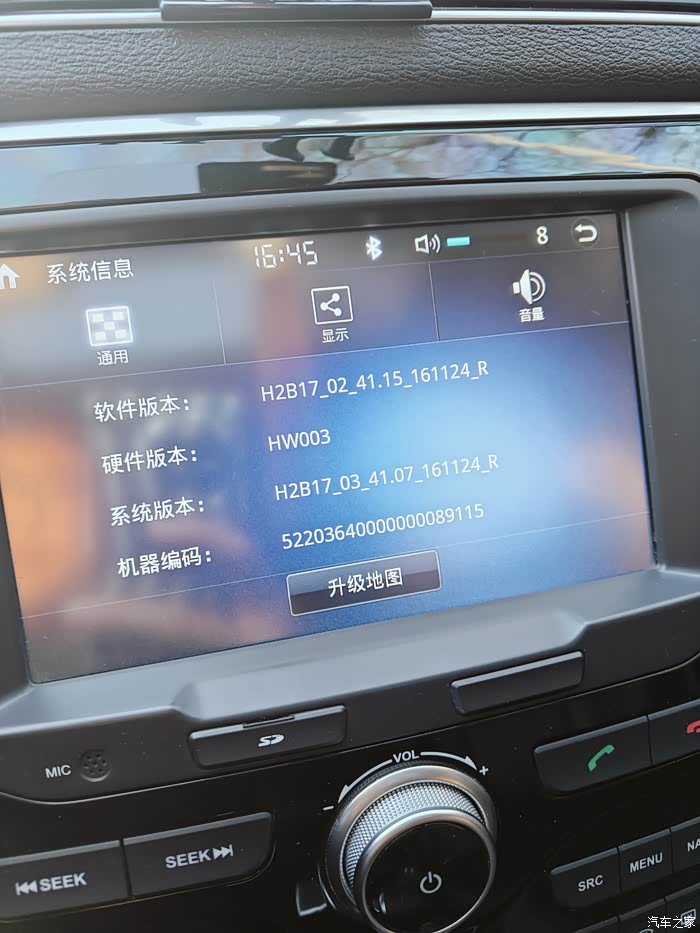 系统信息 16:45 8
通用 显示 音量
软件版本: H2B17_02_41.15_161124_R
硬件版本: HW003
系统版本: H2B17_03_41.07_161124_R
机器编码: 52203640000000089115
升级地图
MIC
SD
VOL
- +
SEEK SEEK
SRC MENU NA
汽车之家